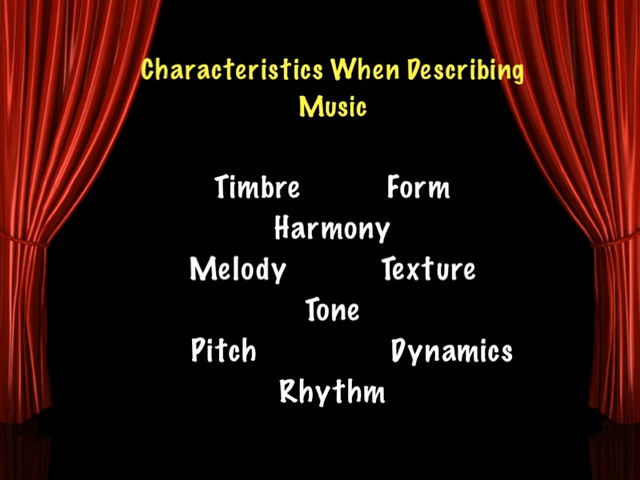 Characteristics When Describing
Music
Timbre Form
Harmony
Melody Texture
Tone
Pitch Dynamics
Rhythm